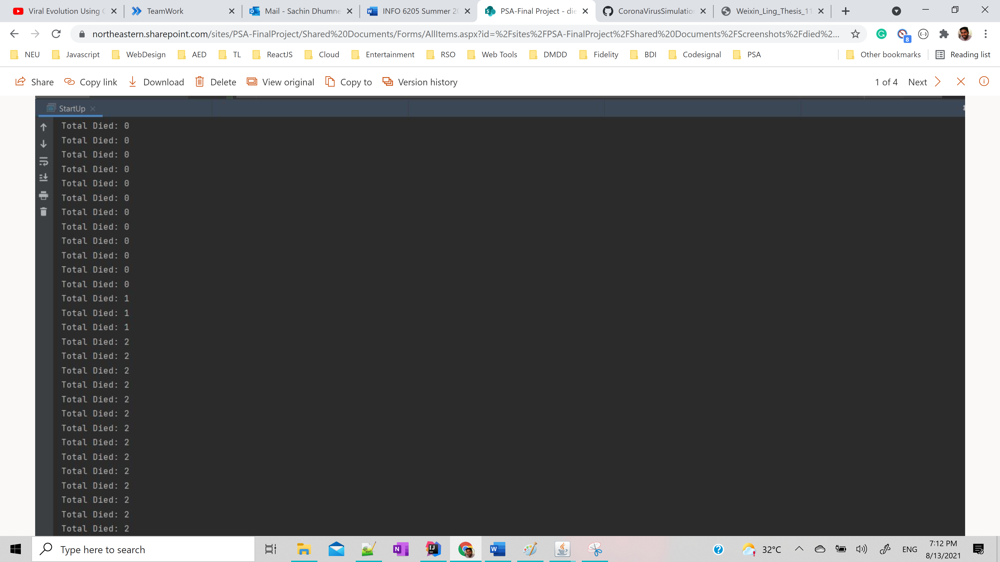 Viral Evolution Using
TeamWork
Mail - Sachin Dhumne
INFO 6205 Summer
PSA-Final Project - die
CoronaVirusSimulation
Weixin_Ling_Thesis_11
northeastern.sharepoint.com/sites/PSA-FinalProject/Shared%20Documents/Forms/AllItems.aspx?id=%2Fsites%2FPSA-FinalProject%2FShared%20Documents%2FScreenshots%2Fdied%2...
8
NEU
Javascript
WebDesign
AED
TL
ReactJS
Cloud
Entertainment
RSO
Web Tools
DMDD
Fidelity
BDI
Codesignal
PSA
Other bookmarks
Reading list
Share
Copy link
Download
Delete
View original
Copy to
Version history
1 of 4
Next
StartUp
Total Died: 0
Total Died: 0
Total Died: 0
Total Died: 0
Total Died: 0
Total Died: 0
Total Died: 0
Total Died: 0
Total Died: 0
Total Died: 0
Total Died: 0
Total Died: 0
Total Died: 1
Total Died: 1
Total Died: 1
Total Died: 2
Total Died: 2
Total Died: 2
Total Died: 2
Total Died: 2
Total Died: 2
Total Died: 2
Total Died: 2
Total Died: 2
Total Died: 2
Total Died: 2
Total Died: 2
Total Died: 2
Total Died: 2
Type here to search
32°C
ENG
7:12 PM
8/13/2021